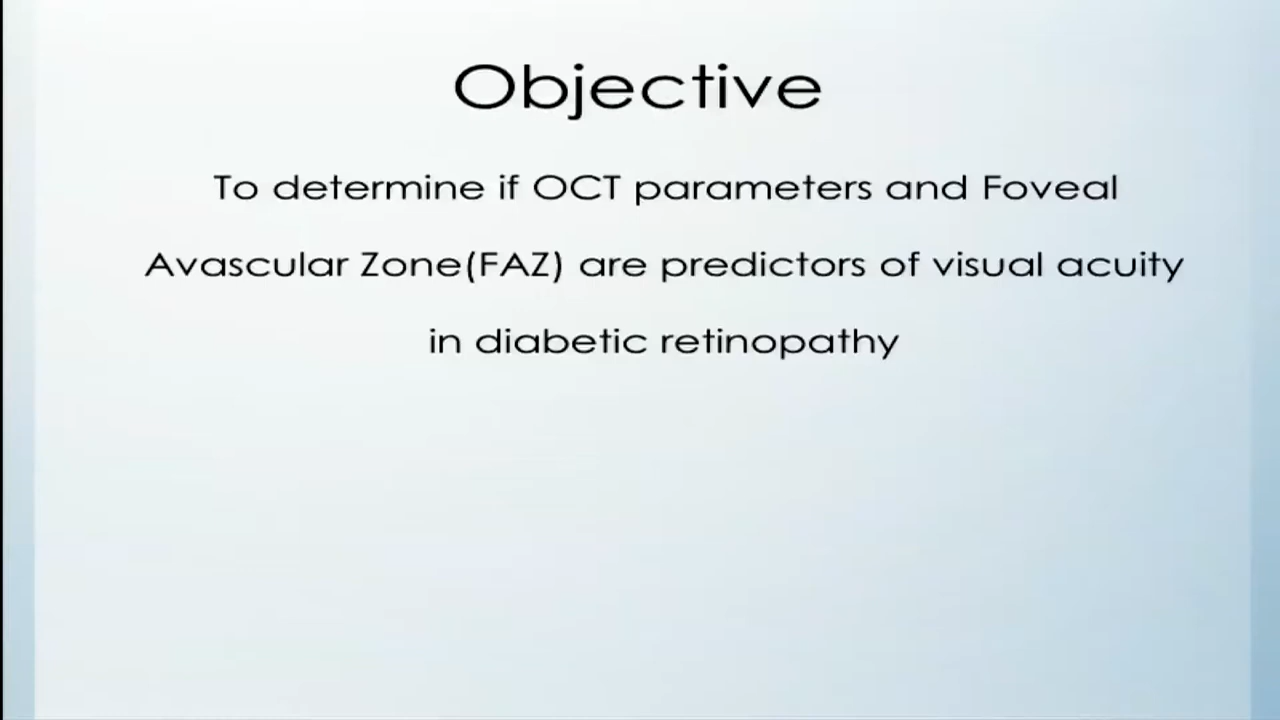 Objective
To determine if OCT parameters and Foveal
Avascular Zone(FAZ) are predictors of visual acuity
in diabetic retinopathy